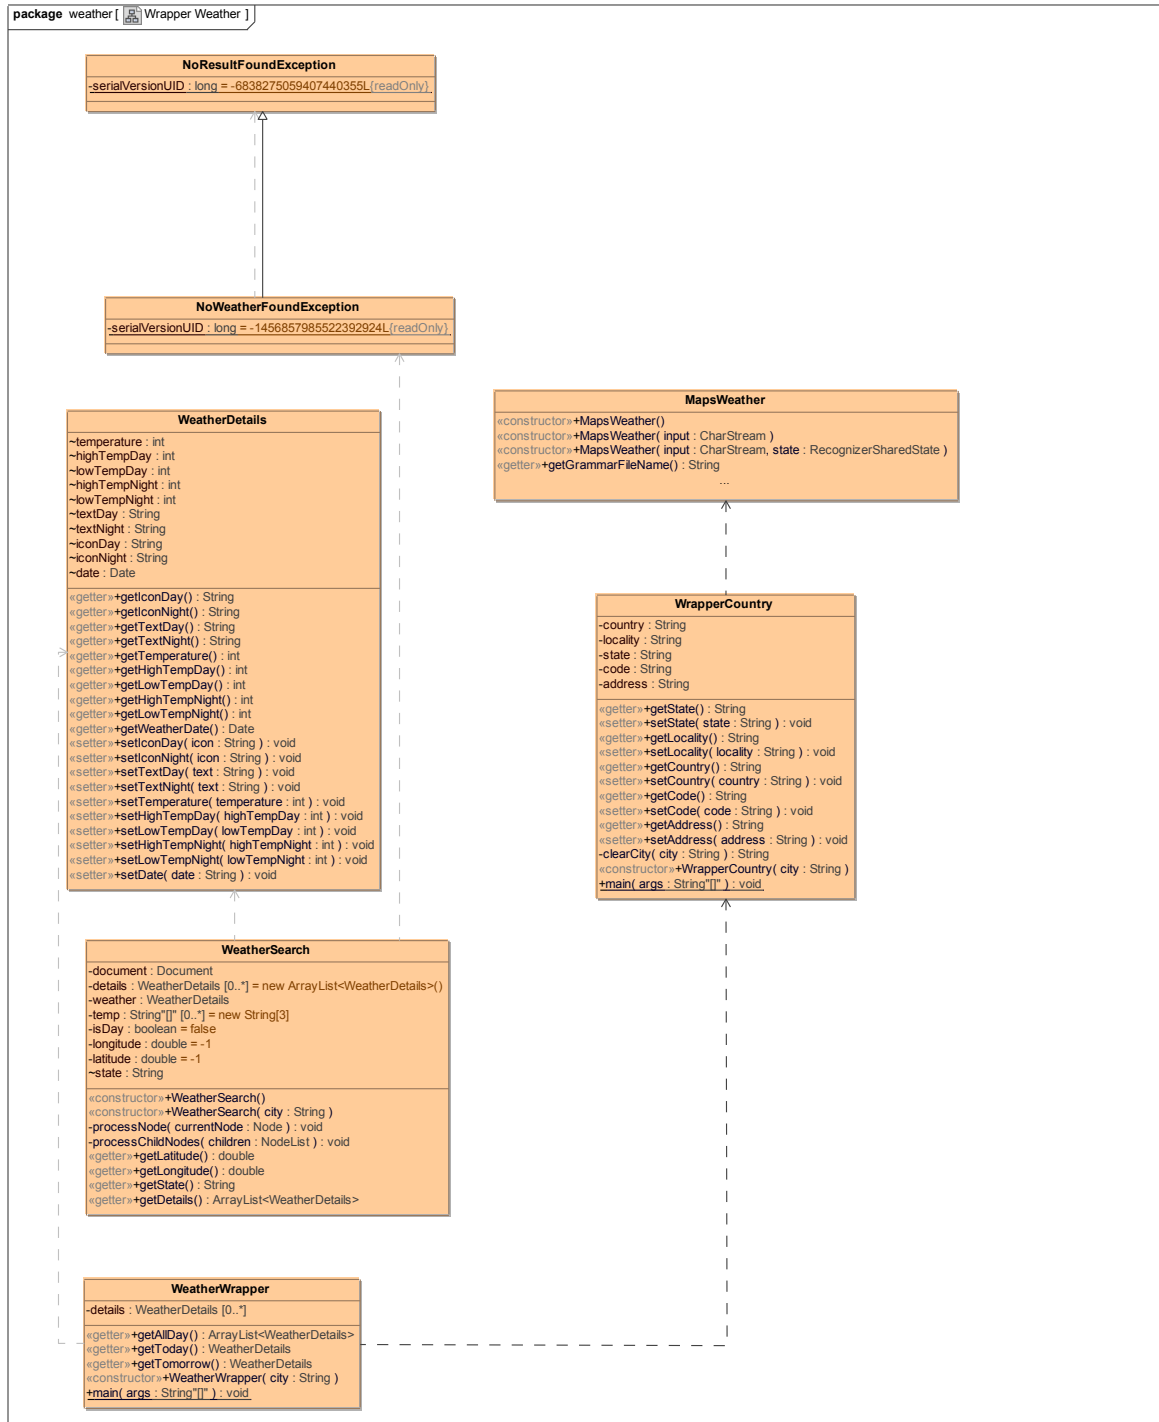 package weather [ Wrapper Weather ]
NoResultFoundException
-serialVersionUID : long = -6838275059407440355L{readOnly}
NoWeatherFoundException
-serialVersionUID : long = -1456857985522392924L{readOnly}
WeatherDetails
~temperature : int
~highTempDay : int
~lowTempDay : int
~highTempNight : int
~lowTempNight : int
~textDay : String
~textNight : String
~iconDay : String
~iconNight : String
~date : Date
«getter»+getIconDay() : String
«getter»+getIconNight() : String
«getter»+getTextDay() : String
«getter»+getTextNight() : String
«getter»+getTemperature() : int
«getter»+getHighTempDay() : int
«getter»+getLowTempDay() : int
«getter»+getHighTempNight() : int
«getter»+getLowTempNight() : int
«getter»+getWeatherDate() : Date
«setter»+setIconDay( icon : String ) : void
«setter»+setIconNight( icon : String ) : void
«setter»+setTextDay( text : String ) : void
«setter»+setTextNight( text : String ) : void
«setter»+setTemperature( temperature : int ) : void
«setter»+setHighTempDay( highTempDay : int ) : void
«setter»+setLowTempDay( lowTempDay : int ) : void
«setter»+setHighTempNight( highTempNight : int ) : void
«setter»+setLowTempNight( lowTempNight : int ) : void
«setter»+setDate( date : String ) : void
MapsWeather
«constructor»+MapsWeather()
«constructor»+MapsWeather( input : CharStream )
«constructor»+MapsWeather( input : CharStream, state : RecognizerSharedState )
«getter»+getGrammarFileName() : String
...
WrapperCountry
-country : String
-locality : String
-state : String
-code : String
-address : String
«getter»+getState() : String
«setter»+setState( state : String ) : void
«getter»+getLocality() : String
«setter»+setLocality( locality : String ) : void
«getter»+getCountry() : String
«setter»+setCountry( country : String ) : void
«getter»+getCode() : String
«setter»+setCode( code : String ) : void
«getter»+getAddress() : String
«setter»+setAddress( address : String ) : void
-clearCity( city : String ) : String
«constructor»+WrapperCountry( city : String )
+main( args : String"[]" ) : void
WeatherSearch
-document : Document
-details : WeatherDetails [0..*] = new ArrayList<WeatherDetails>()
-weather : WeatherDetails
-temp : String"[]" [0..*] = new String[3]
-isDay : boolean = false
-longitude : double = -1
-latitude : double = -1
~state : String
«constructor»+WeatherSearch()
«constructor»+WeatherSearch( city : String )
-processNode( currentNode : Node ) : void
-processChildNodes( children : NodeList ) : void
«getter»+getLatitude() : double
«getter»+getLongitude() : double
«getter»+getState() : String
«getter»+getDetails() : ArrayList<WeatherDetails>
WeatherWrapper
-details : WeatherDetails [0..*]
«getter»+getAllDay() : ArrayList<WeatherDetails>
«getter»+getToday() : WeatherDetails
«getter»+getTomorrow() : WeatherDetails
«constructor»+WeatherWrapper( city : String )
+main( args : String"[]" ) : void